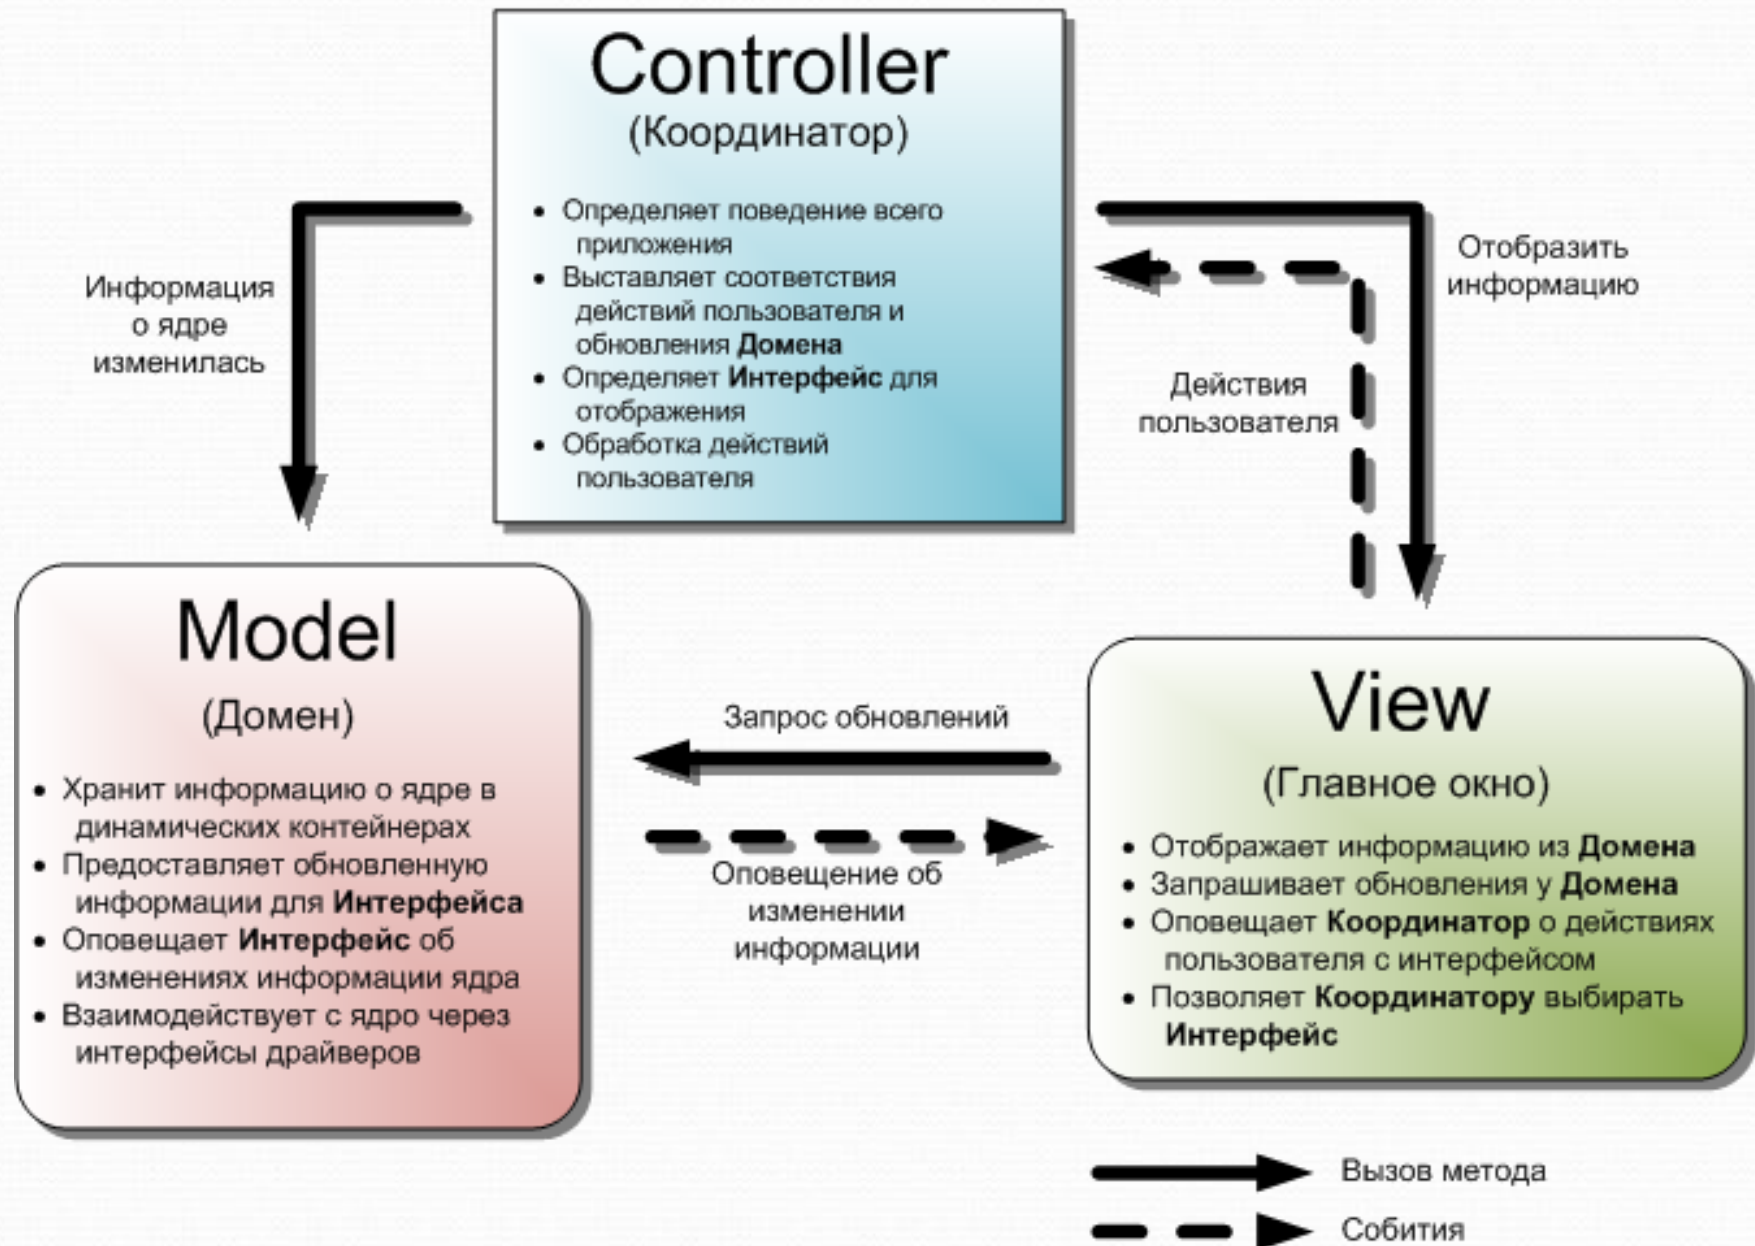 Controller
(Координатор)
• Определяет поведение всего
приложения
• Выставляет соответствия
действий пользователя и
обновления Домена
• Определяет Интерфейс для
отображения
• Обработка действий
пользователя
Информация
о ядре
изменилась
Отобразить
информацию
Действия
пользователя
Model
(Домен)
• Хранит информацию о ядре в
динамических контейнерах
• Предоставляет обновленную
информации для Интерфейса
• Оповещает Интерфейс об
изменениях информации ядра
• Взаимодействует с ядро через
интерфейсы драйверов
Запрос обновлений
Оповещение об
изменении
информации
View
(Главное окно)
• Отображает информацию из Домена
• Запрашивает обновления у Домена
• Оповещает Координатор о действиях
пользователя с интерфейсом
• Позволяет Координатору выбирать
Интерфейс
Вызов метода
Собития